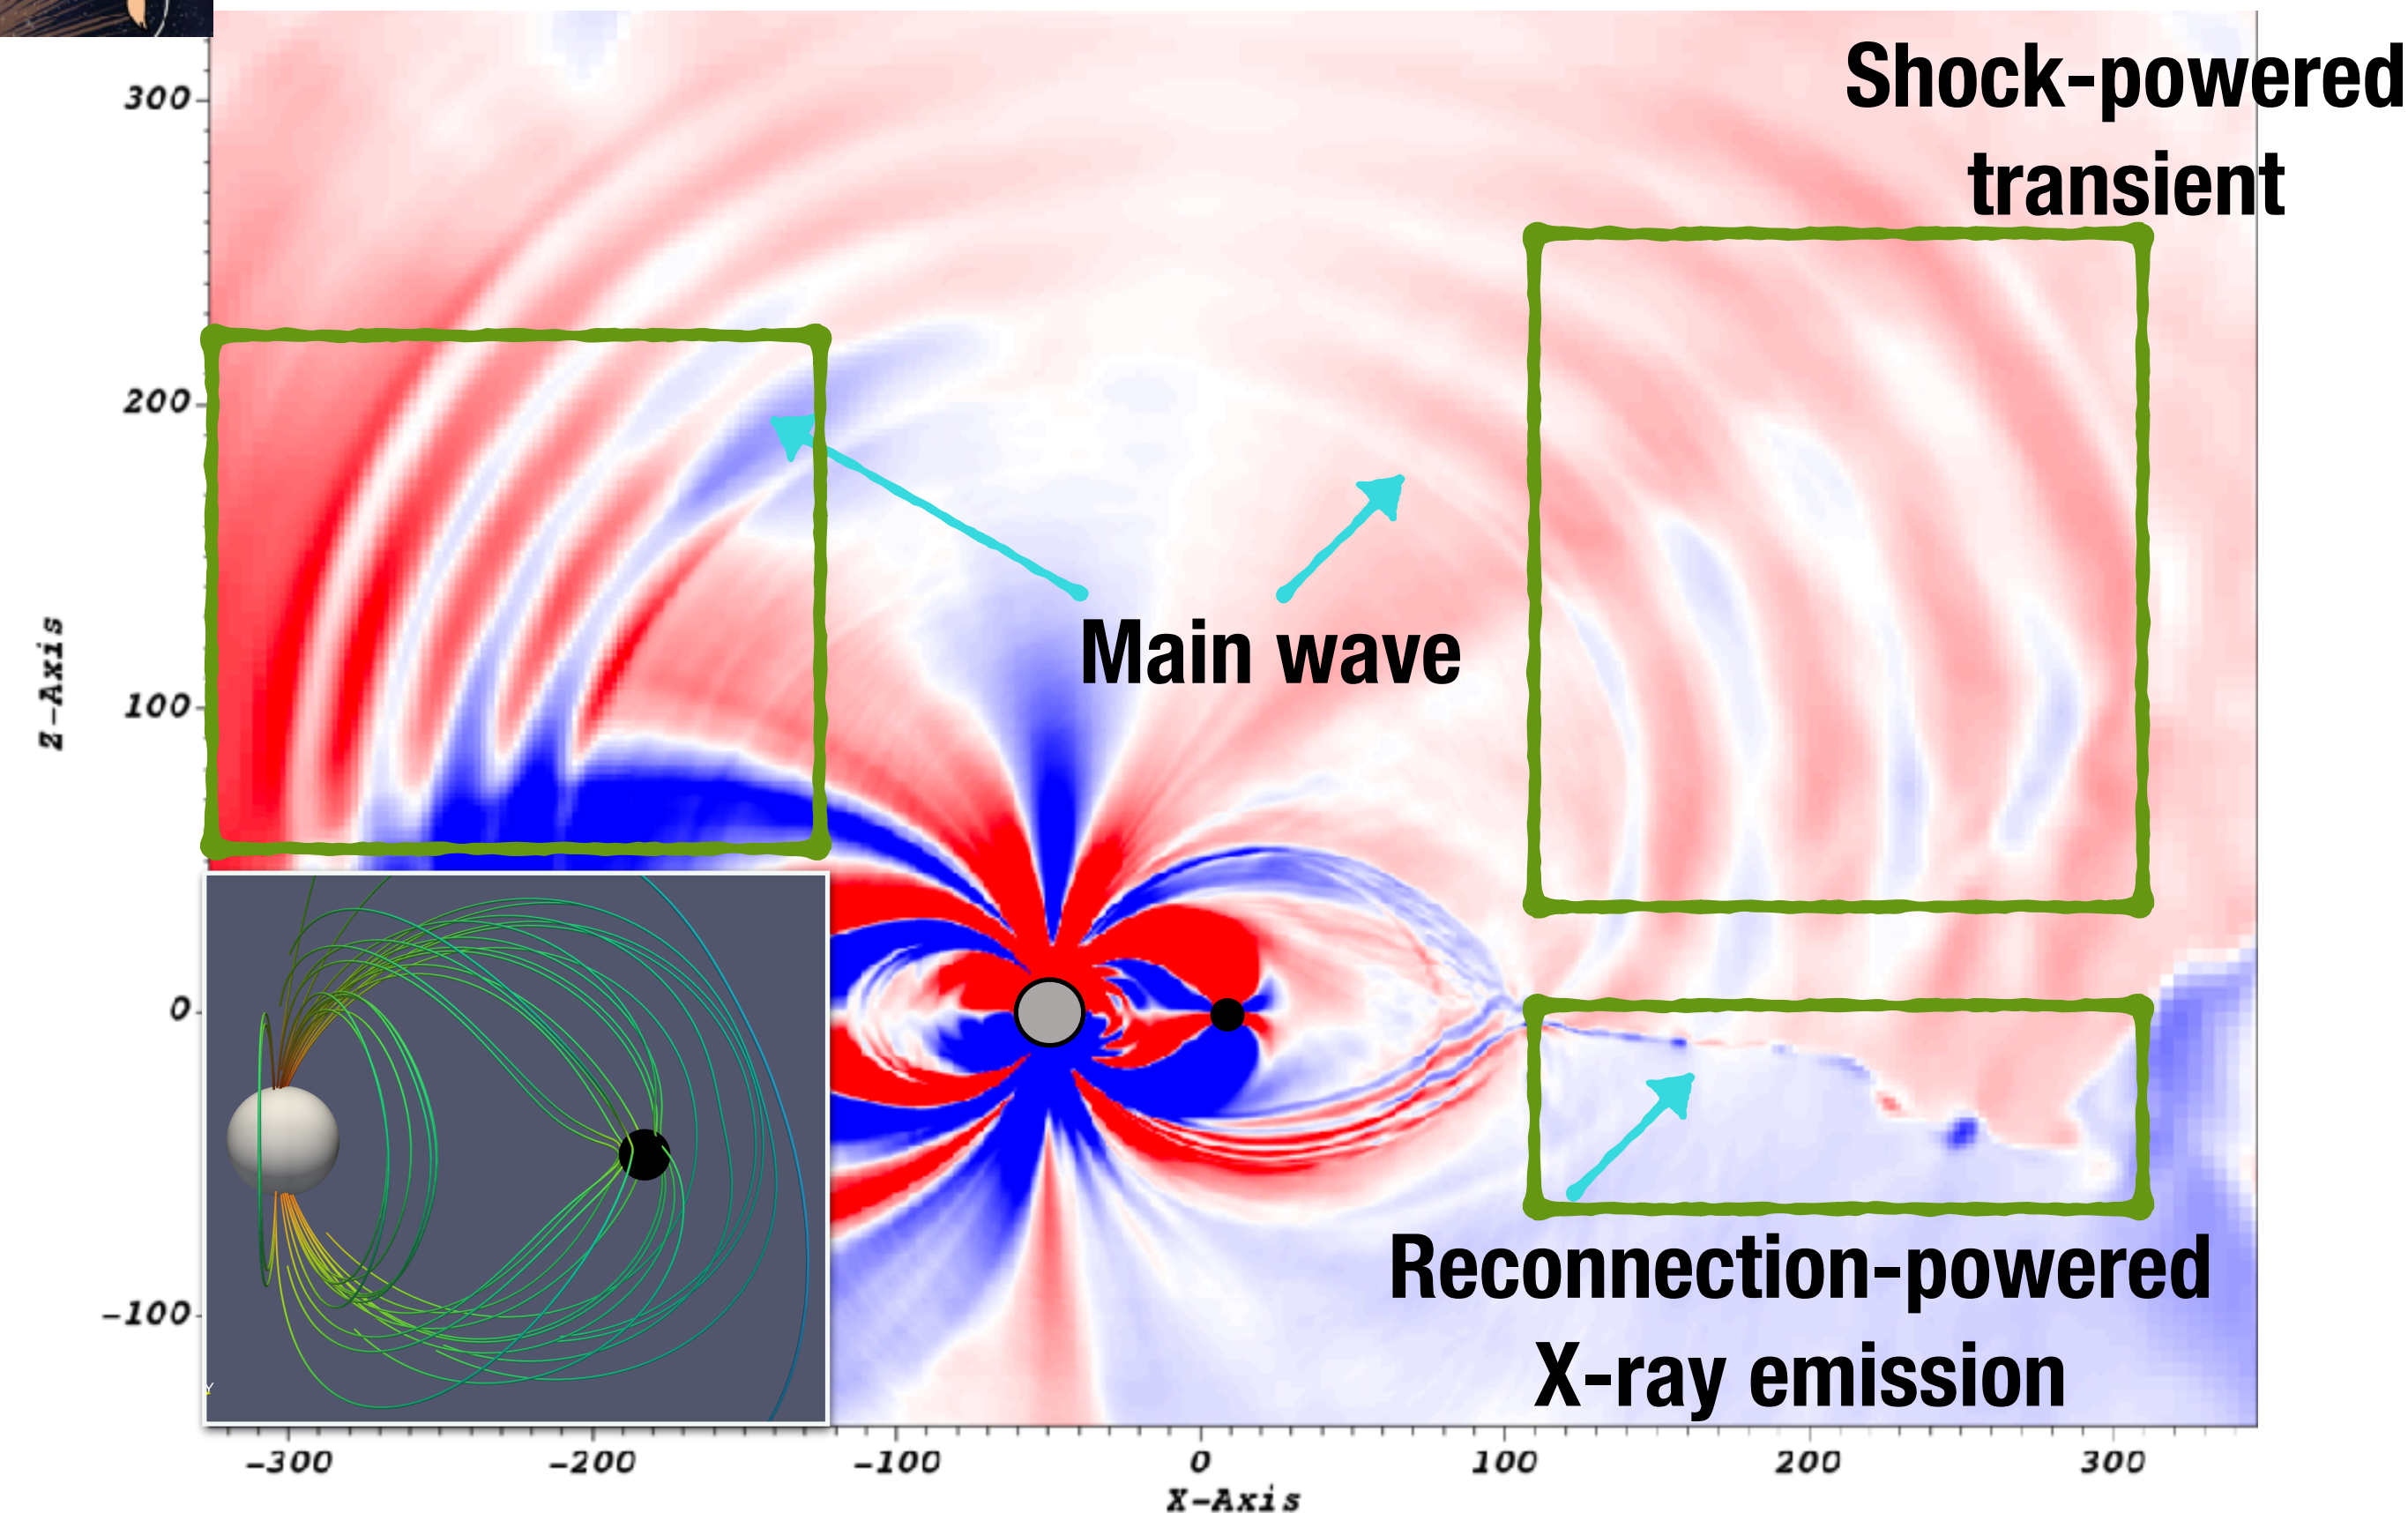 Shock-powered
transient
300
200
Main wave
Z-Axis
100
0
Reconnection-powered
-100
X-ray emission
Y
-300 -200 -100 0 100 200 300
X-Axis